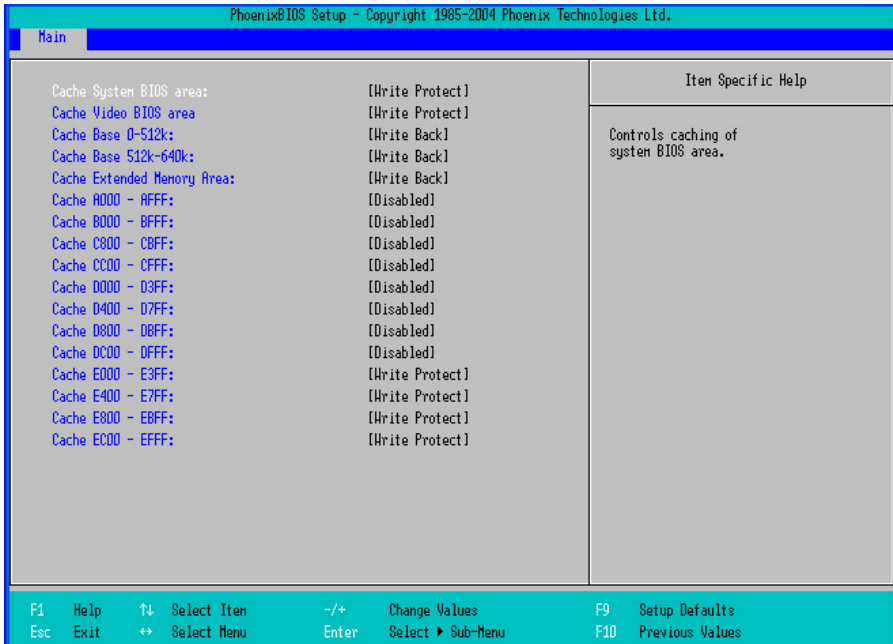 PhoenixBIOS Setup - Copyright 1985-2004 Phoenix Technologies Ltd.
Main
Cache System BIOS area: [Write Protect]
Cache Video BIOS area [Write Protect]
Cache Base 0-512k: [Write Back]
Cache Base 512k-640k: [Write Back]
Cache Extended Memory Area: [Write Back]
Cache A000 - AFFF: [Disabled]
Cache B000 - BFFF: [Disabled]
Cache C800 - CBFF: [Disabled]
Cache CC00 - CFFF: [Disabled]
Cache D000 - D3FF: [Disabled]
Cache D400 - D7FF: [Disabled]
Cache D800 - DBFF: [Disabled]
Cache DC00 - DFFF: [Disabled]
Cache E000 - E3FF: [Write Protect]
Cache E400 - E7FF: [Write Protect]
Cache E800 - EBFF: [Write Protect]
Cache EC00 - EFFF: [Write Protect]
Item Specific Help
Controls caching of
system BIOS area.
F1 Help ↑↓ Select Item -/+ Change Values F9 Setup Defaults
Esc Exit ↔ Select Menu Enter Select ▶ Sub-Menu F10 Previous Values